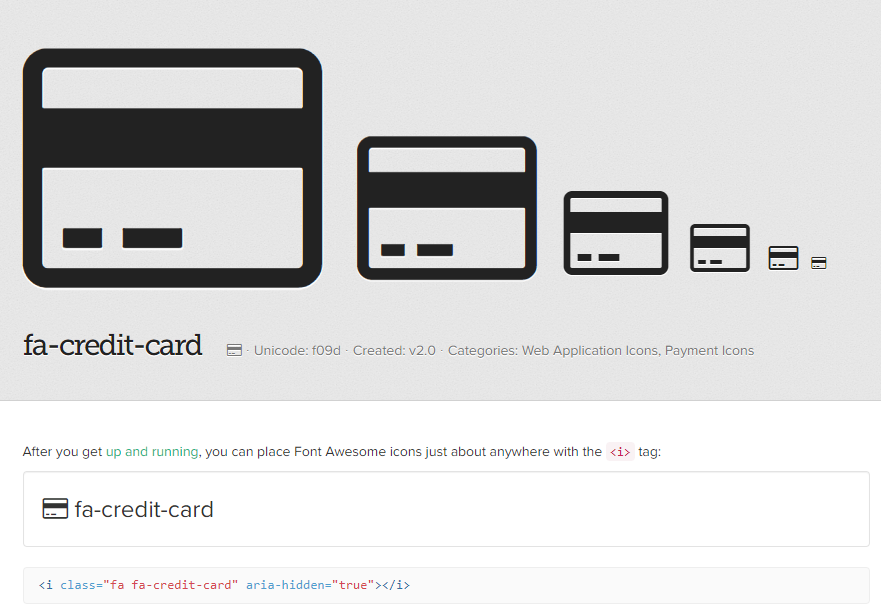 fa-credit-card · Unicode: f09d · Created: v2.0 · Categories: Web Application Icons, Payment Icons
After you get up and running, you can place Font Awesome icons just about anywhere with the <i> tag:
fa-credit-card
<i class="fa fa-credit-card" aria-hidden="true"></i>